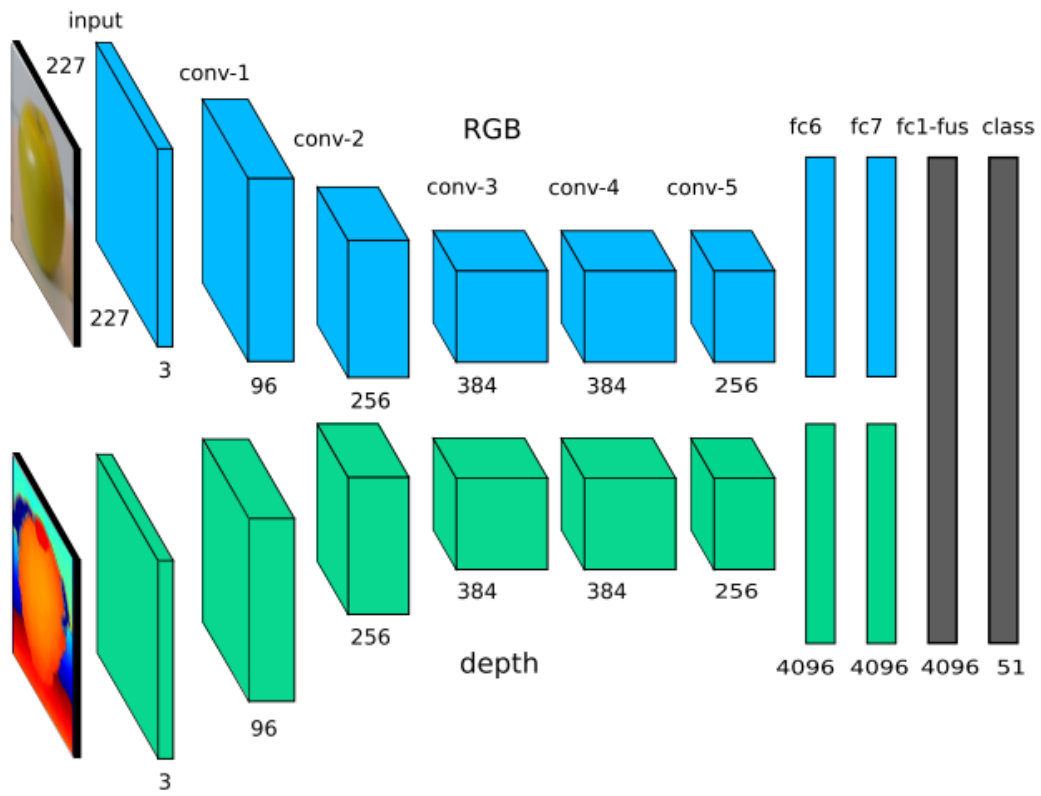 input
227
conv-1
conv-2
RGB
fc6 fc7 fc1-fus class
conv-3 conv-4 conv-5
227
3
96
256
384
384
256
384
384
256
256
depth
4096 4096 4096 51
96
3